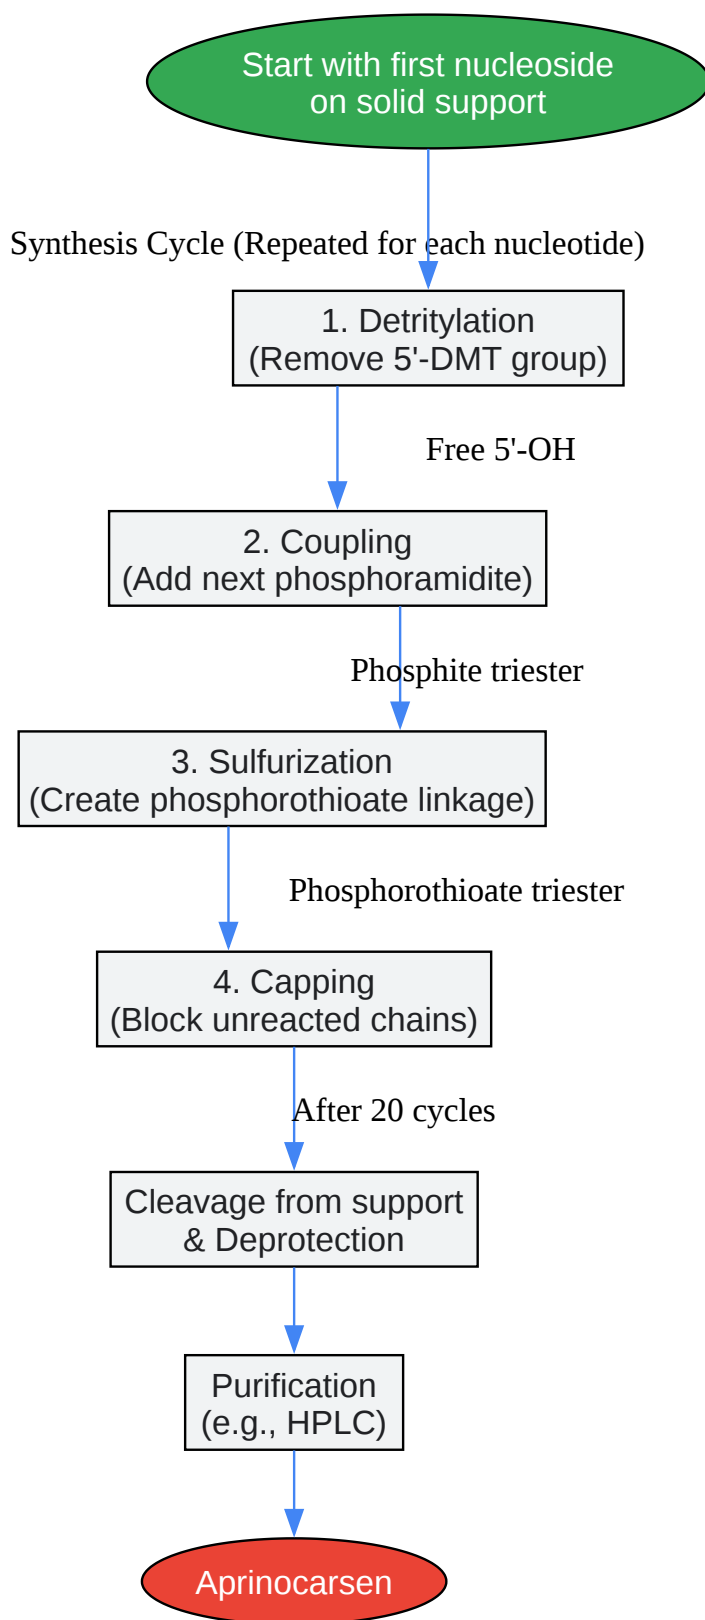 Start with first nucleoside
on solid support
Synthesis Cycle (Repeated for each nucleotide)
1. Detritylation
(Remove 5'-DMT group)
Free 5'-OH
2. Coupling
(Add next phosphoramidite)
Phosphite triester
3. Sulfurization
(Create phosphorothioate linkage)
Phosphorothioate triester
4. Capping
(Block unreacted chains)
After 20 cycles
Cleavage from support
& Deprotection
Purification
(e.g., HPLC)
Aprinocarsen